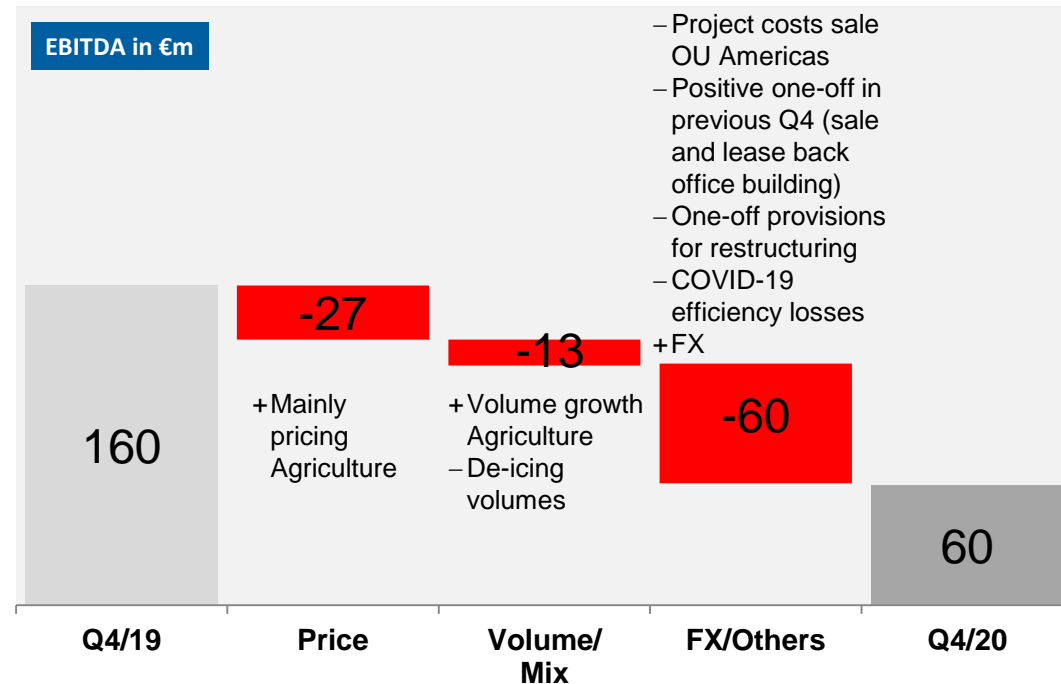 EBITDA in €m
– Project costs sale
OU Americas
– Positive one-off in
previous Q4 (sale
and lease back
office building)
– One-off provisions
for restructuring
– COVID-19
efficiency losses
+ FX
-27
-13
-60
160
60
+ Mainly
pricing
Agriculture
+ Volume growth
Agriculture
– De-icing
volumes
Q4/19
Price
Volume/
Mix
FX/Others
Q4/20